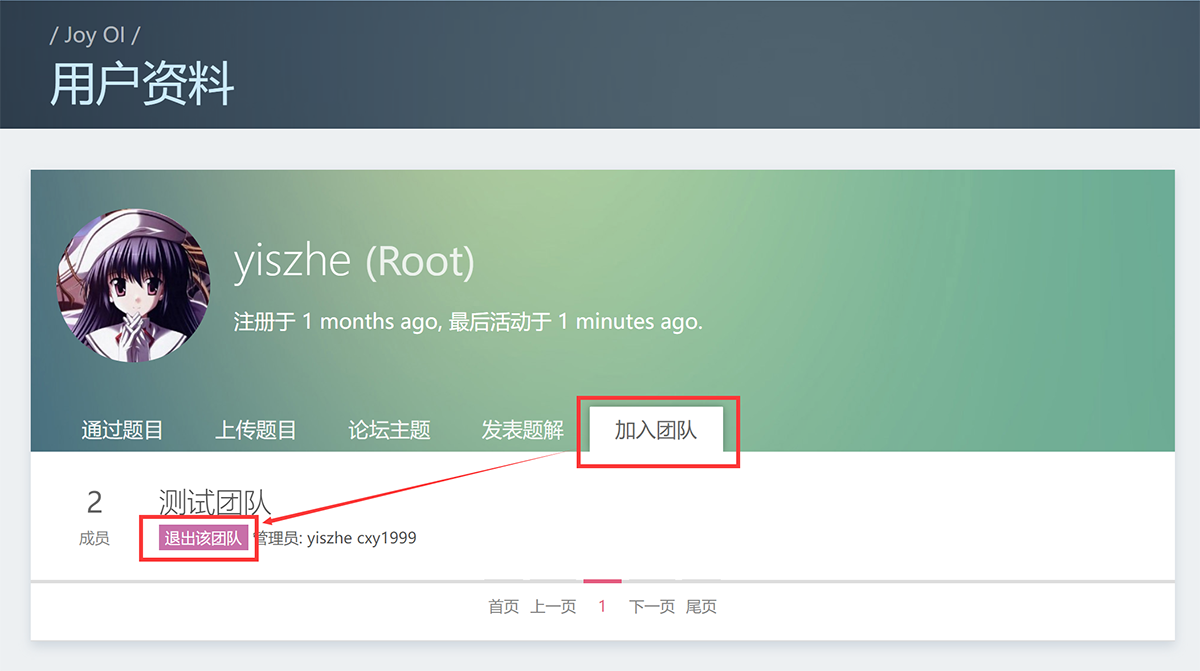 / Joy OI /
用户资料
yiszhe (Root)
注册于 1 months ago, 最后活动于 1 minutes ago.
通过题目 上传题目 论坛主题 发表题解 加入团队
2 测试团队
成员 退出该团队 管理员: yiszhe cxy1999
首页 上一页 1 下一页 尾页